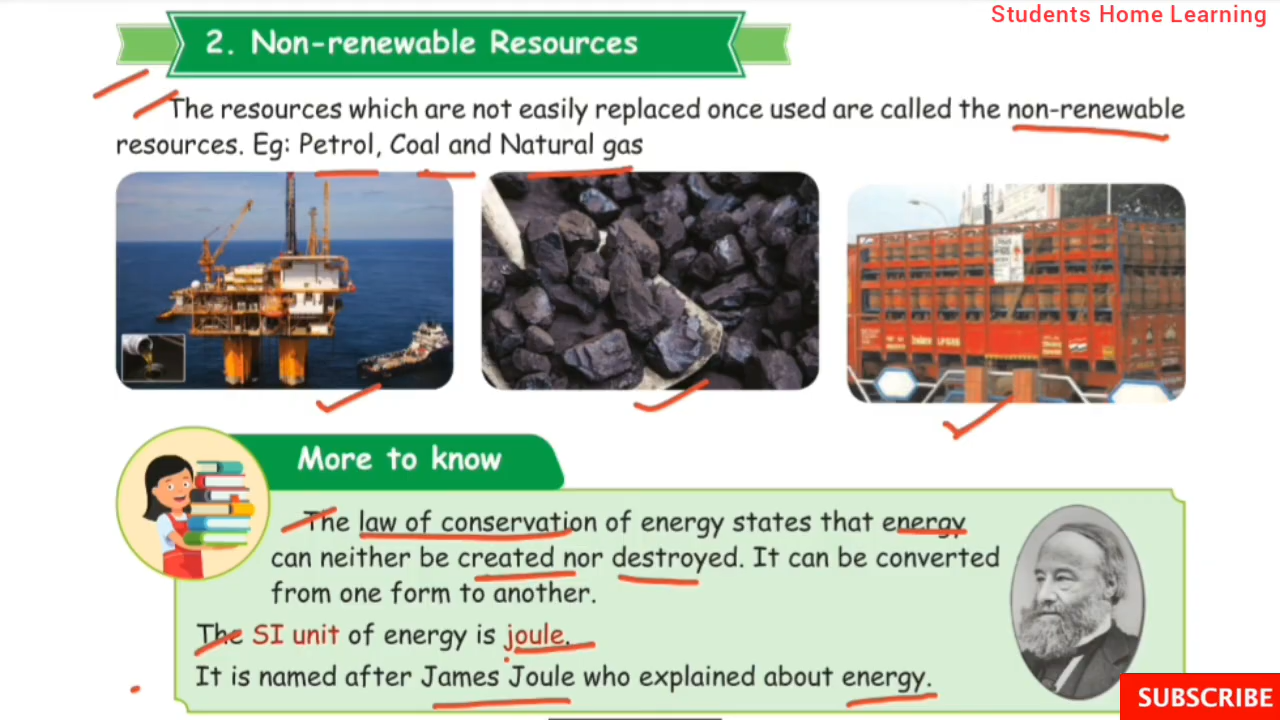 Students Home Learning
2. Non-renewable Resources
The resources which are not easily replaced once used are called the non-renewable
resources. Eg: Petrol, Coal and Natural gas
More to know
The law of conservation of energy states that energy
can neither be created nor destroyed. It can be converted
from one form to another.
The SI unit of energy is joule.
It is named after James Joule who explained about energy.
SUBSCRIBE